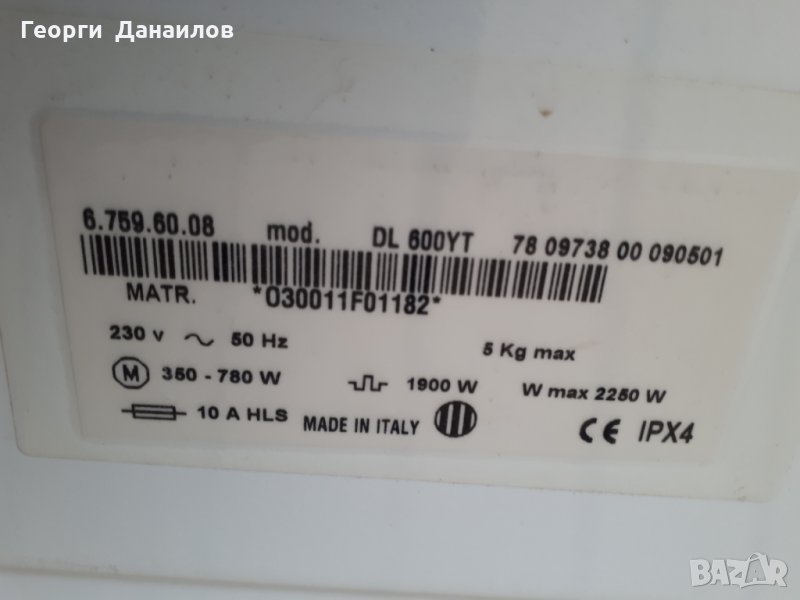 Георги Данаилов
6.759.60.08 mod. DL 600YT 78 09738 00 090501
MATR. *030011F01182*
230 v ~ 50 Hz 5 Kg max
M 350 - 780 W 1900 W W max 2250 W
10 A HLS MADE IN ITALY CE IPX4
BAZAR